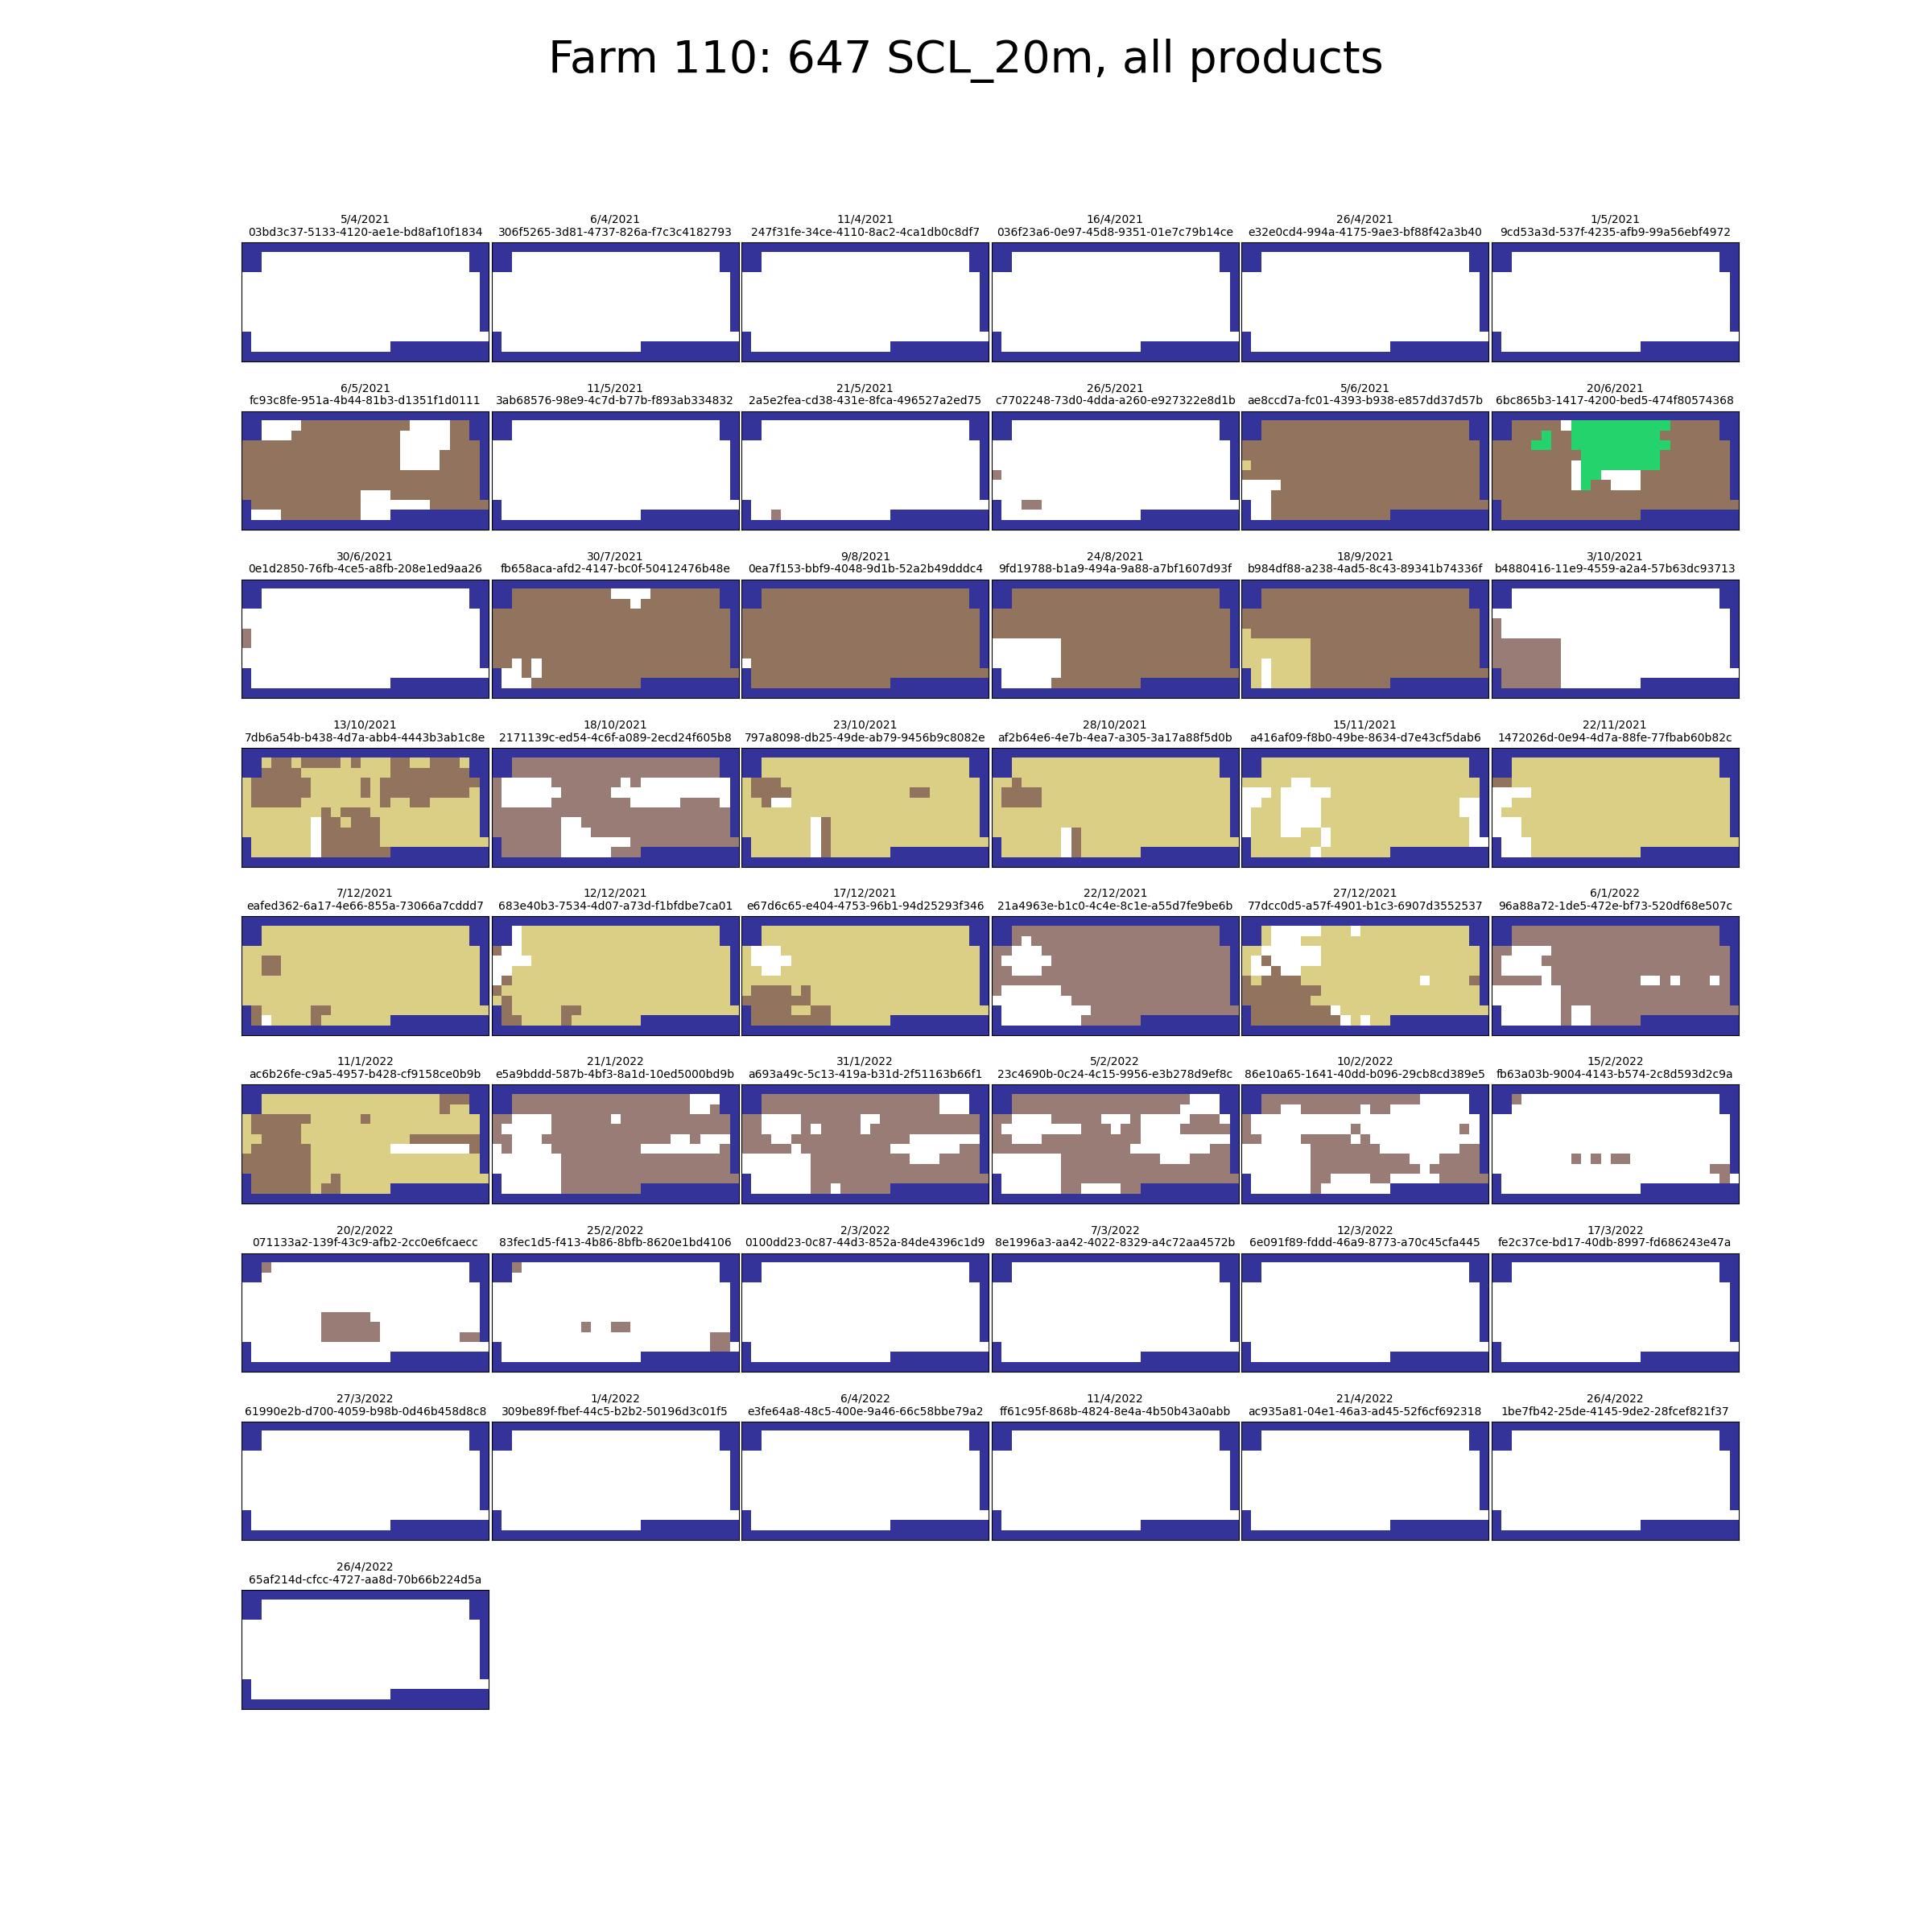 Farm 110: 647 SCL_20m, all products
5/4/2021 6/4/2021 11/4/2021 16/4/2021 26/4/2021 1/5/2021
03bd3c37-5133-4120-ae1e-bd8af10f1834 306f5265-3d81-4737-826a-f7c3c4182793 247f31fe-34ce-4110-8ac2-4ca1db0c8df7 036f23a6-0e97-45d8-9351-01e7c79b14ce e32e0cd4-994a-4175-9ae3-bf88f42a3b40 9cd53a3d-537f-4235-afb9-99a56ebf4972
6/5/2021 11/5/2021 21/5/2021 26/5/2021 5/6/2021 20/6/2021
fc93c8fe-951a-4b44-81b3-d1351f1d0111 3ab68576-98e9-4c7d-b77b-f893ab334832 2a5e2fea-cd38-431e-8fca-496527a2ed75 c7702248-73d0-4dda-a260-e927322e8d1b ae8ccd7a-fc01-4393-b938-e857dd37d57b 6bc865b3-1417-4200-bed5-474f80574368
30/6/2021 30/7/2021 9/8/2021 24/8/2021 18/9/2021 3/10/2021
0e1d2850-76fb-4ce5-a8fb-208e1ed9aa26 fb658aca-afd2-4147-bc0f-50412476b48e 0ea7f153-bbf9-4048-9d1b-52a2b49dddc4 9fd19788-b1a9-494a-9a88-a7bf1607d93f b984df88-a238-4ad5-8c43-89341b74336f b4880416-11e9-4559-a2a4-57b63dc93713
13/10/2021 18/10/2021 23/10/2021 28/10/2021 15/11/2021 22/11/2021
7db6a54b-b438-4d7a-abb4-4443b3ab1c8e 2171139c-ed54-4c6f-a089-2ecd24f605b8 797a8098-db25-49de-ab79-9456b9c8082e af2b64e6-4e7b-4ea7-a305-3a17a88f5d0b a416af09-f8b0-49be-8634-d7e43cf5dab6 1472026d-0e94-4d7a-88fe-77fbab60b82c
7/12/2021 12/12/2021 17/12/2021 22/12/2021 27/12/2021 6/1/2022
eafed362-6a17-4e66-855a-73066a7cddd7 683e40b3-7534-4d07-a73d-f1bfdbe7ca01 e67d6c65-e404-4753-96b1-94d25293f346 21a4963e-b1c0-4c4e-8c1e-a55d7fe9be6b 77dcc0d5-a57f-4901-b1c3-6907d3552537 96a88a72-1de5-472e-bf73-520df68e507c
11/1/2022 21/1/2022 31/1/2022 5/2/2022 10/2/2022 15/2/2022
ac6b26fe-c9a5-4957-b428-cf9158ce0b9b e5a9bddd-587b-4bf3-8a1d-10ed5000bd9b a693a49c-5c13-419a-b31d-2f51163b66f1 23c4690b-0c24-4c15-9956-e3b278d9ef8c 86e10a65-1641-40dd-b096-29cb8cd389e5 fb63a03b-9004-4143-b574-2c8d593d2c9a
20/2/2022 25/2/2022 2/3/2022 7/3/2022 12/3/2022 17/3/2022
071133a2-139f-43c9-afb2-2cc0e6fcaecc 83fec1d5-f413-4b86-8bfb-8620e1bd4106 0100dd23-0c87-44d3-852a-84de4396c1d9 8e1996a3-aa42-4022-8329-a4c72aa4572b 6e091f89-fddd-46a9-8773-a70c45cfa445 fe2c37ce-bd17-40db-8997-fd686243e47a
27/3/2022 1/4/2022 6/4/2022 11/4/2022 21/4/2022 26/4/2022
61990e2b-d700-4059-b98b-0d46b458d8c8 309be89f-fbef-44c5-b2b2-50196d3c01f5 e3fe64a8-48c5-400e-9a46-66c58bbe79a2 ff61c95f-868b-4824-8e4a-4b50b43a0abb ac935a81-04e1-46a3-ad45-52f6cf692318 1be7fb42-25de-4145-9de2-28fcef821f37
26/4/2022
65af214d-cfcc-4727-aa8d-70b66b224d5a